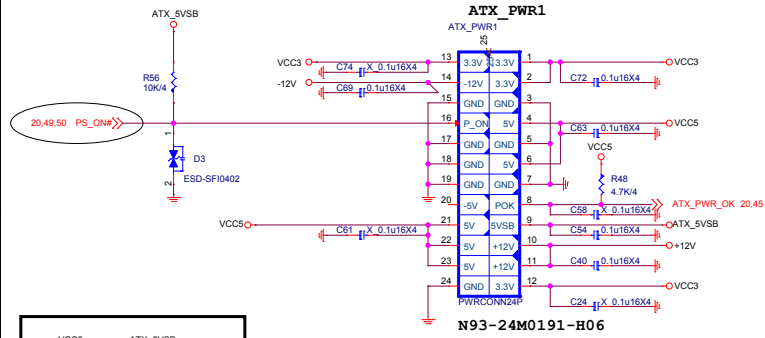 ATX_PWR1
ATX_5VSB
ATX_PWR1
25
25
R56
10K/4
VCC3
C74 X_0.1u16X4
13 3.3V 3.3V 1
VCC3
-12V
C69 0.1u16X4
14 -12V 3.3V 2
C72 0.1u16X4
15 GND GND 3
20,49,50 PS_ON#
16 P_ON 5V 4
VCC5
1
17 GND GND 5
C63 0.1u16X4
D3
18 GND 5V 6
VCC5
2
ESD-SFI0402
19 GND GND 7
R48
4.7K/4
20 -5V POK 8
ATX_PWR_OK 20,45
C58 X_0.1u16X4
VCC5
21 5V 5VSB 9
ATX_5VSB
C61 X_0.1u16X4
C54 0.1u16X4
22 5V +12V 10
+12V
23 5V +12V 11
C40 0.1u16X4
24 GND 3.3V 12
VCC3
PWRCONN24P
C24 X_0.1u16X4
N93-24M0191-H06